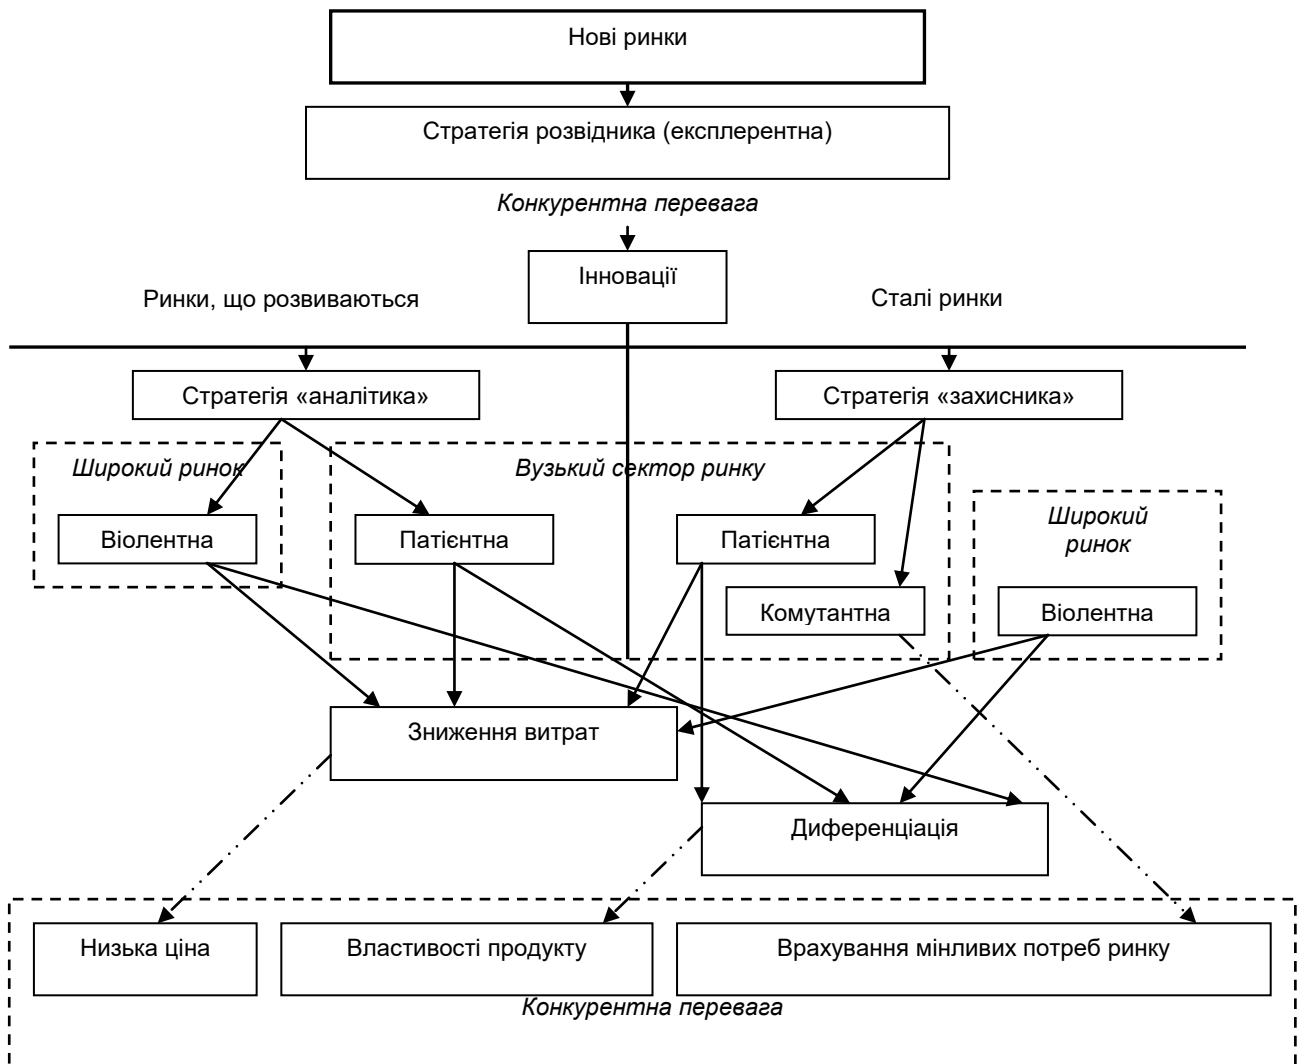 Нові ринки
Стратегія розвідника (експлерентна)
Конкурентна перевага
Інновації
Ринки, що розвиваються
Сталі ринки
Стратегія «аналітика»
Стратегія «захисника»
Широкий ринок
Вузький сектор ринку
Широкий
ринок
Віолентна
Патієнтна
Патієнтна
Комутантна
Віолентна
Зниження витрат
Диференціація
Низька ціна
Властивості продукту
Врахування мінливих потреб ринку
Конкурентна перевага